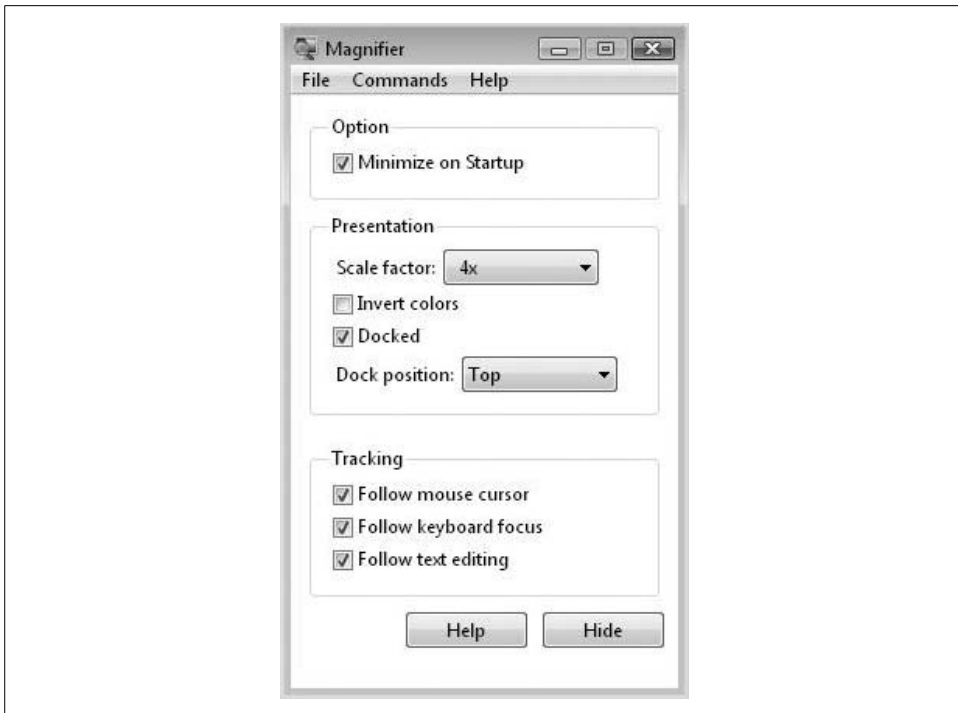 Magnifier
File Commands Help
Option
Minimize on Startup
Presentation
Scale factor: 4x
Invert colors
Docked
Dock position: Top
Tracking
Follow mouse cursor
Follow keyboard focus
Follow text editing
Help Hide